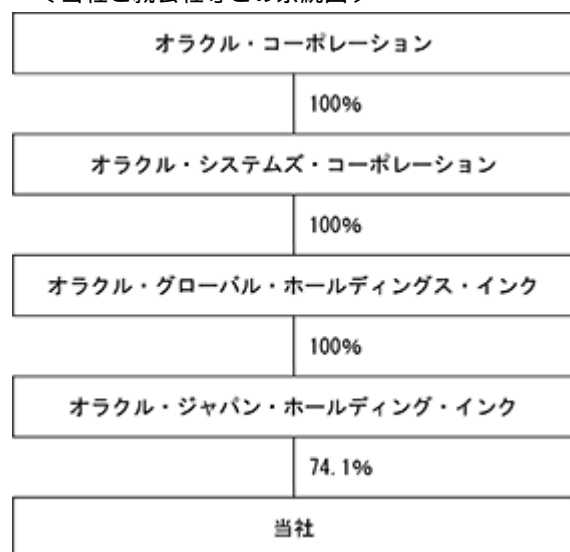 オラクル・コーポレーション
100%
オラクル・システムズ・コーポレーション
100%
オラクル・グローバル・ホールディングス・インク
100%
オラクル・ジャパン・ホールディング・インク
74.1%
当社